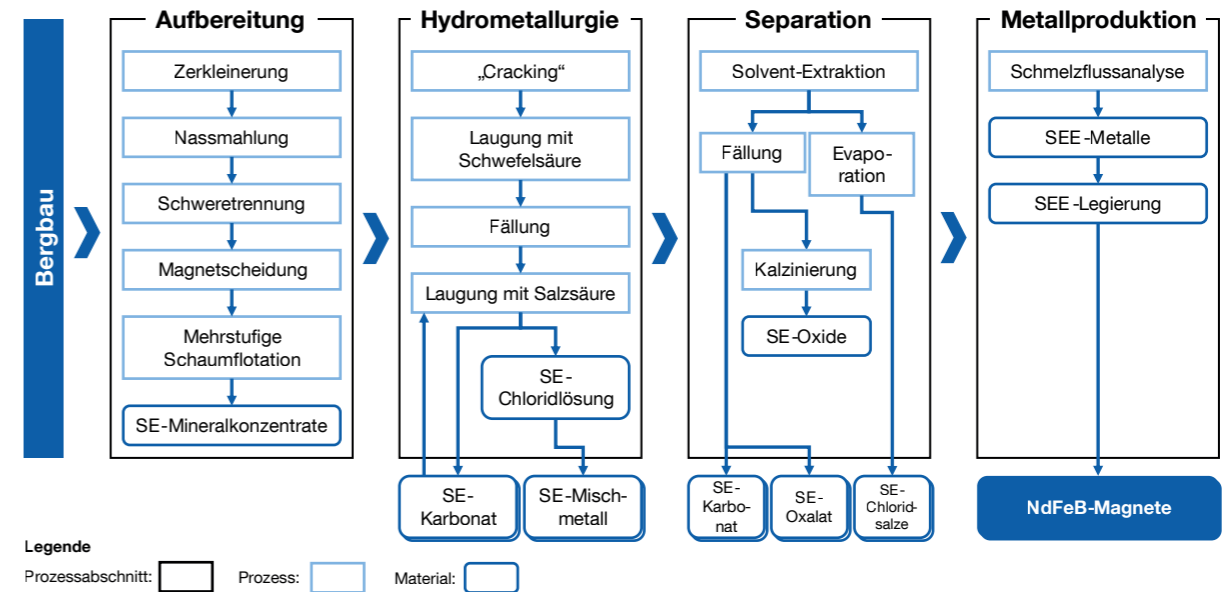 Aufbereitung
Zerkleinerung
Nassmahlung
Schweretrennung
Magnetscheidung
Mehrstufige
Schaumflotation
SE-Mineralkonzentrate
Bergbau
Hydrometallurgie
„Cracking“
Laugung mit
Schwefelsäure
Fällung
Laugung mit Salzsäure
SE-
Chloridlösung
SE-
Karbonat
SE-Misch-
metall
Separation
Solvent-Extraktion
Fällung
Evapo-
ration
Kalzinierung
SE-Oxide
SE-
Karbo-
nat
SE-
Oxalat
SE-
Chlorid-
salze
Metallproduktion
Schmelzflussanalyse
SEE-Metalle
SEE-Legierung
NdFeB-Magnete
Legende
Prozessabschnitt:
Prozess:
Material: